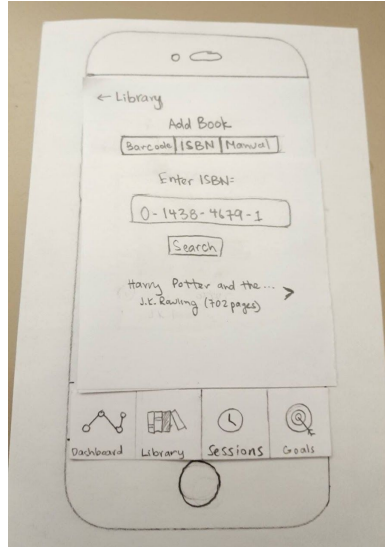 ← Library
Add Book
Barcode ISBN Manual
Enter ISBN:
0-1438-4679-1
Search
Harry Potter and the... >
J.K. Rowling (702 pages)
Dashboard Library Sessions Goals